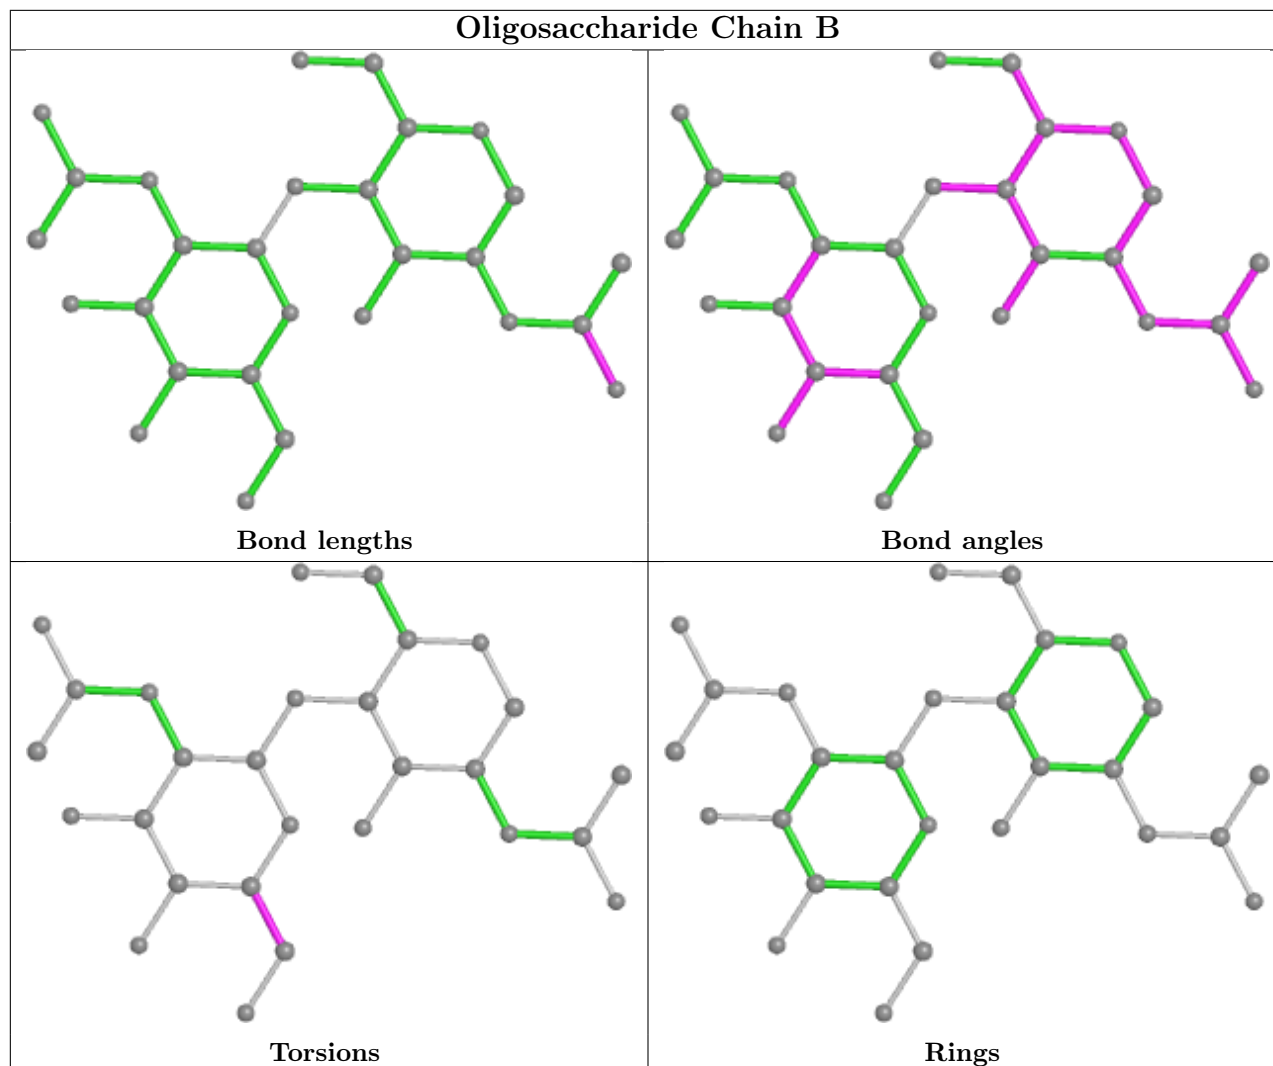 Oligosaccharide Chain B
Bond lengths
Bond angles
Torsions
Rings